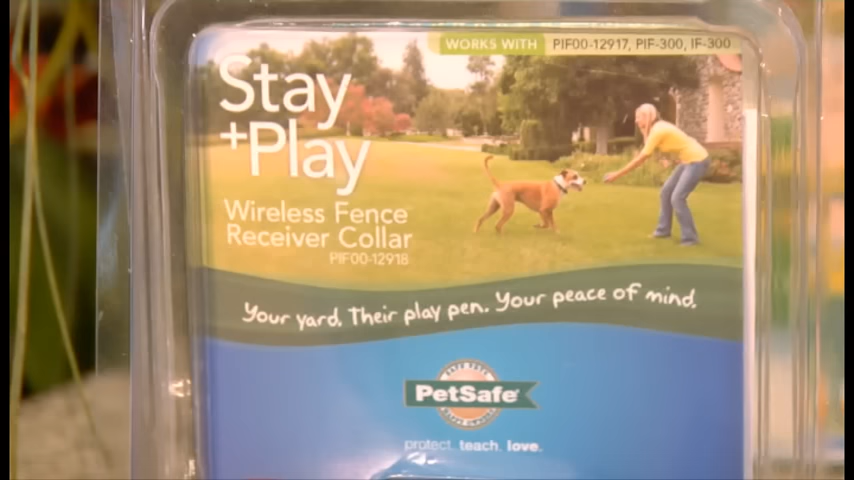 WORKS WITH PIF00-12917, PIF-300, IF-300
Stay
+Play
Wireless Fence
Receiver Collar
PIF00-12918
Your yard. Their play pen. Your peace of mind.
PetSafe
protect. teach. love.